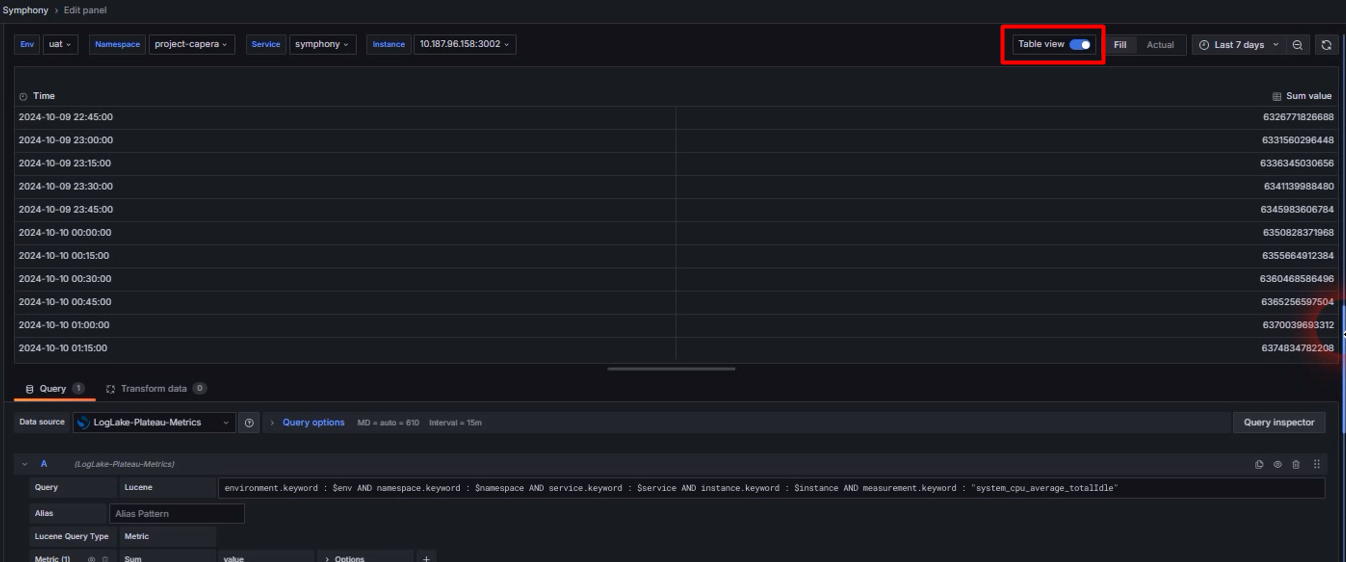 Symphony › Edit panel
Env uat Namespace project-capera Service symphony Instance 10.187.96.158:3002 Table view Fill Actual Last 7 days
Time Sum value
2024-10-09 22:45:00 6326771826688
2024-10-09 23:00:00 6331560296448
2024-10-09 23:15:00 6336345030656
2024-10-09 23:30:00 6341139988480
2024-10-09 23:45:00 6345983606784
2024-10-10 00:00:00 6350828371968
2024-10-10 00:15:00 6355664912384
2024-10-10 00:30:00 6360468586496
2024-10-10 00:45:00 6365256597504
2024-10-10 01:00:00 6370039693312
2024-10-10 01:15:00 6374834782208
Query 1 Transform data 0
Data source LogLake-Plateau-Metrics › Query options MD = auto = 610 Interval = 15m Query inspector
A (LogLake-Plateau-Metrics)
Query Lucene environment.keyword : $env AND namespace.keyword : $namespace AND service.keyword : $service AND instance.keyword : $instance AND measurement.keyword : "system_cpu_average_totalIdle"
Alias Alias Pattern
Lucene Query Type Metric
Metric (1) Sum value › Options +